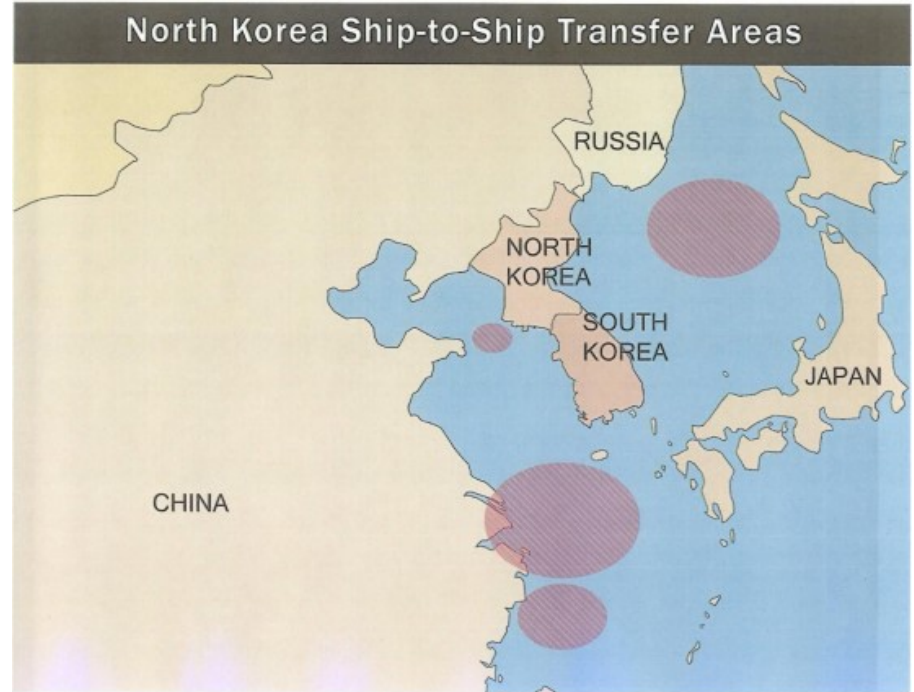 North Korea Ship-to-Ship Transfer Areas
RUSSIA
NORTH
KOREA
SOUTH
KOREA
JAPAN
CHINA